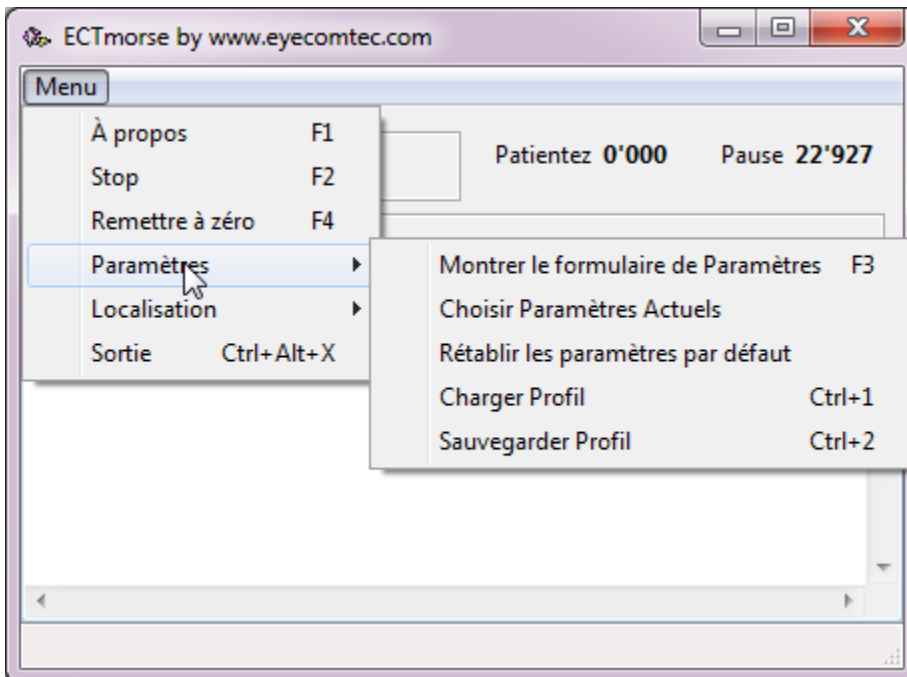 ECTmorse by www.eyecomtec.com
Menu
À propos F1
Patientez 0'000 Pause 22'927
Stop F2
Remettre à zéro F4
Paramètres
Montrer le formulaire de Paramètres F3
Localisation
Choisir Paramètres Actuels
Sortie Ctrl+Alt+X
Rétablir les paramètres par défaut
Charger Profil Ctrl+1
Sauvegarder Profil Ctrl+2